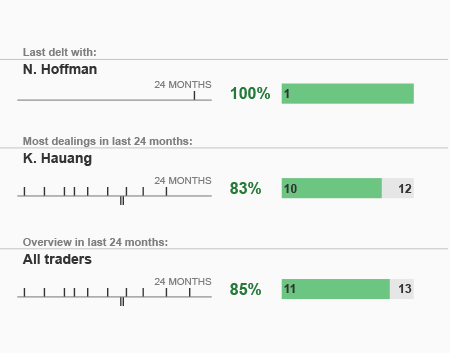 Last delt with:
N. Hoffman
24 MONTHS
100% 1
Most dealings in last 24 months:
K. Hauang
24 MONTHS
83% 10 12
Overview in last 24 months:
All traders
24 MONTHS
85% 11 13